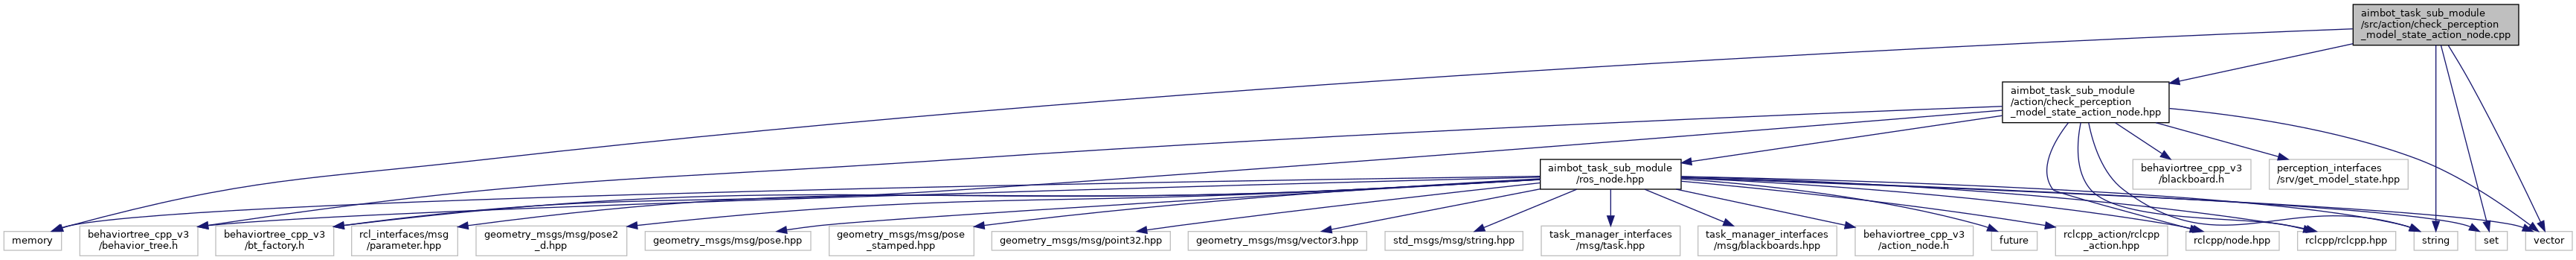 aimbot_task_sub_module
/src/action/check_perception
_model_state_action_node.cpp
aimbot_task_sub_module
/action/check_perception
_model_state_action_node.hpp
aimbot_task_sub_module
/ros_node.hpp
behaviortree_cpp_v3
/blackboard.h
perception_interfaces
/srv/get_model_state.hpp
memory
behaviortree_cpp_v3
/behavior_tree.h
behaviortree_cpp_v3
/bt_factory.h
rcl_interfaces/msg
/parameter.hpp
geometry_msgs/msg/pose2
_d.hpp
geometry_msgs/msg/pose.hpp
geometry_msgs/msg/pose
_stamped.hpp
geometry_msgs/msg/point32.hpp
geometry_msgs/msg/vector3.hpp
std_msgs/msg/string.hpp
task_manager_interfaces
/msg/task.hpp
task_manager_interfaces
/msg/blackboards.hpp
behaviortree_cpp_v3
/action_node.h
future
rclcpp_action/rclcpp
_action.hpp
rclcpp/node.hpp
rclcpp/rclcpp.hpp
string
set
vector